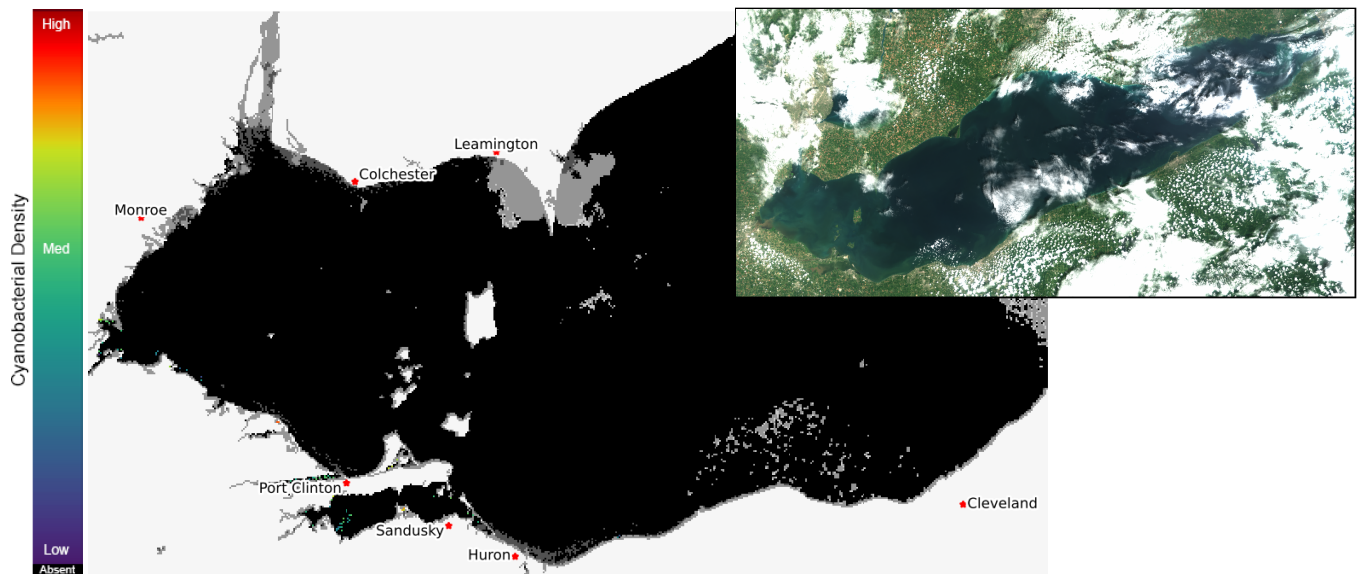 High
Cyanobacterial Density
Med
Low
Absent
Leamington
Colchester
Monroe
Port Clinton
Sandusky
Huron
Cleveland